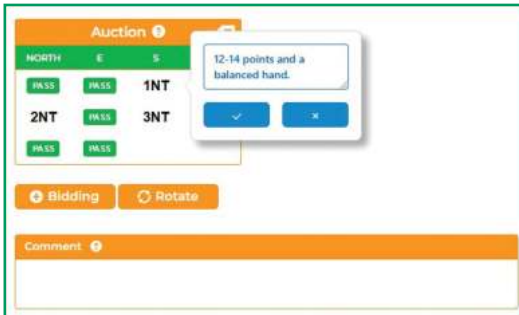 Auction ?
NORTH E S
PASS PASS 1NT
2NT PASS 3NT
PASS PASS
12-14 points and a
balanced hand.
Bidding Rotate
Comment ?